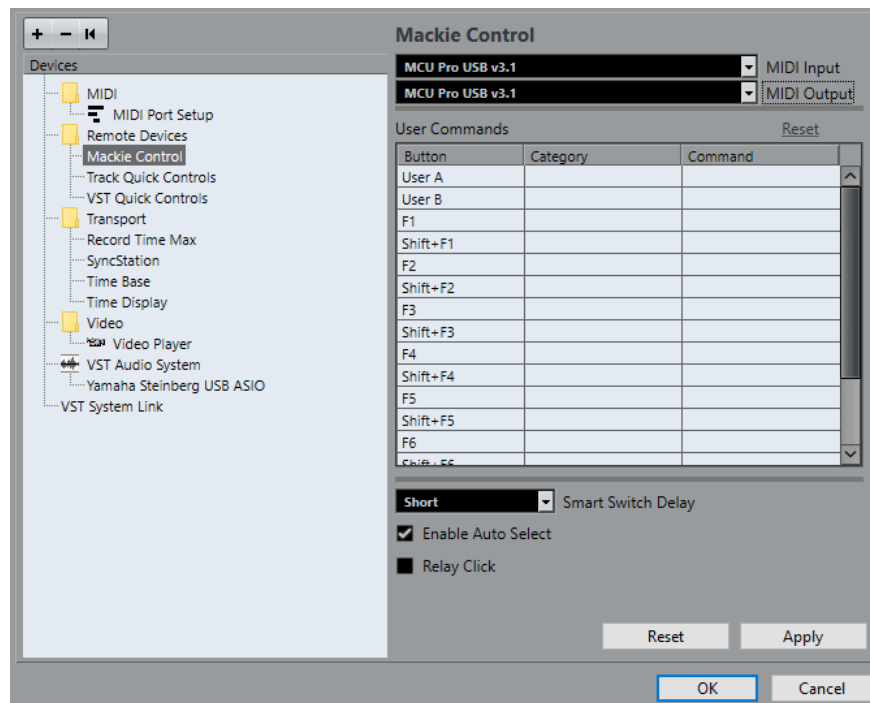 Mackie Control
Devices
MCU Pro USB v3.1 MIDI Input
MCU Pro USB v3.1 MIDI Output
MIDI
MIDI Port Setup
Remote Devices
Mackie Control
Track Quick Controls
VST Quick Controls
Transport
Record Time Max
SyncStation
Time Base
Time Display
Video
Video Player
VST Audio System
Yamaha Steinberg USB ASIO
VST System Link
User Commands Reset
Button Category Command
User A
User B
F1
Shift+F1
F2
Shift+F2
F3
Shift+F3
F4
Shift+F4
F5
Shift+F5
F6
Shift+F6
Short Smart Switch Delay
Enable Auto Select
Relay Click
Reset Apply
OK Cancel